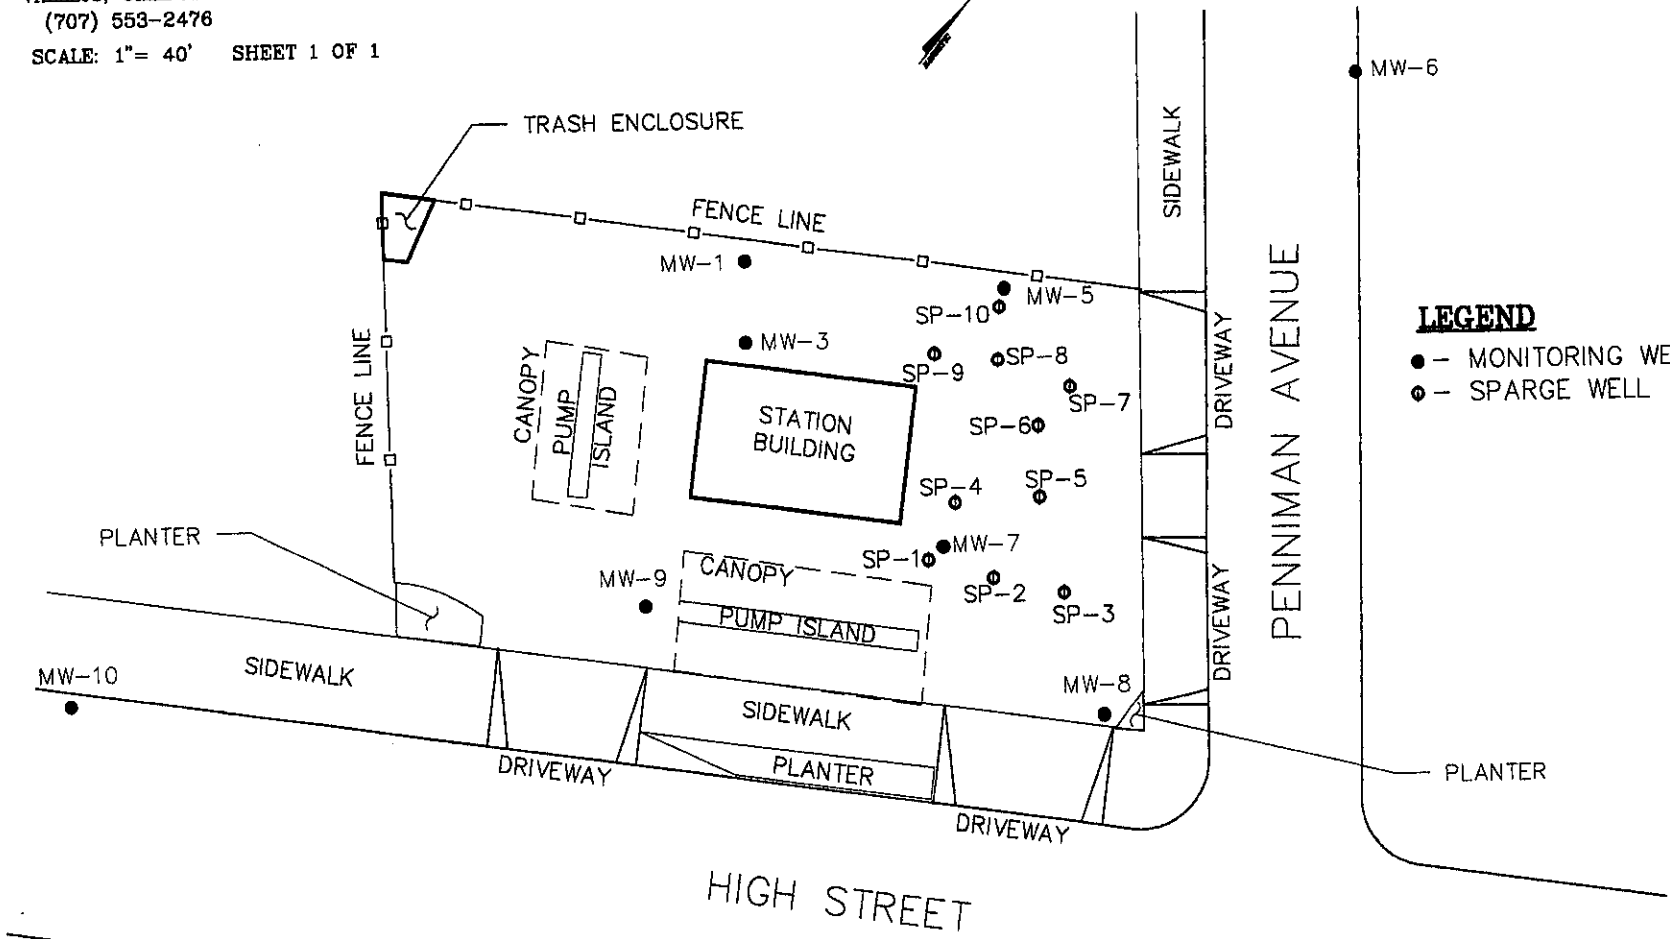 (707) 553-2476
SCALE: 1"= 40' SHEET 1 OF 1
MW-6
TRASH ENCLOSURE
SIDEWALK
FENCE LINE
MW-1
MW-5
SP-10
LEGEND
MW-3
SP-8
- MONITORING WE
SP-9
SP-7
- SPARGE WELL
CANOPY
PUMP
ISLAND
FENCE LINE
STATION
BUILDING
SP-6
DRIVEWAY
PENNIMAN AVENUE
SP-4
SP-5
PLANTER
MW-7
SP-1
CANOPY
MW-9
SP-2
SP-3
PUMP ISLAND
DRIVEWAY
SIDEWALK
MW-10
MW-8
SIDEWALK
PLANTER
DRIVEWAY
PLANTER
DRIVEWAY
HIGH STREET